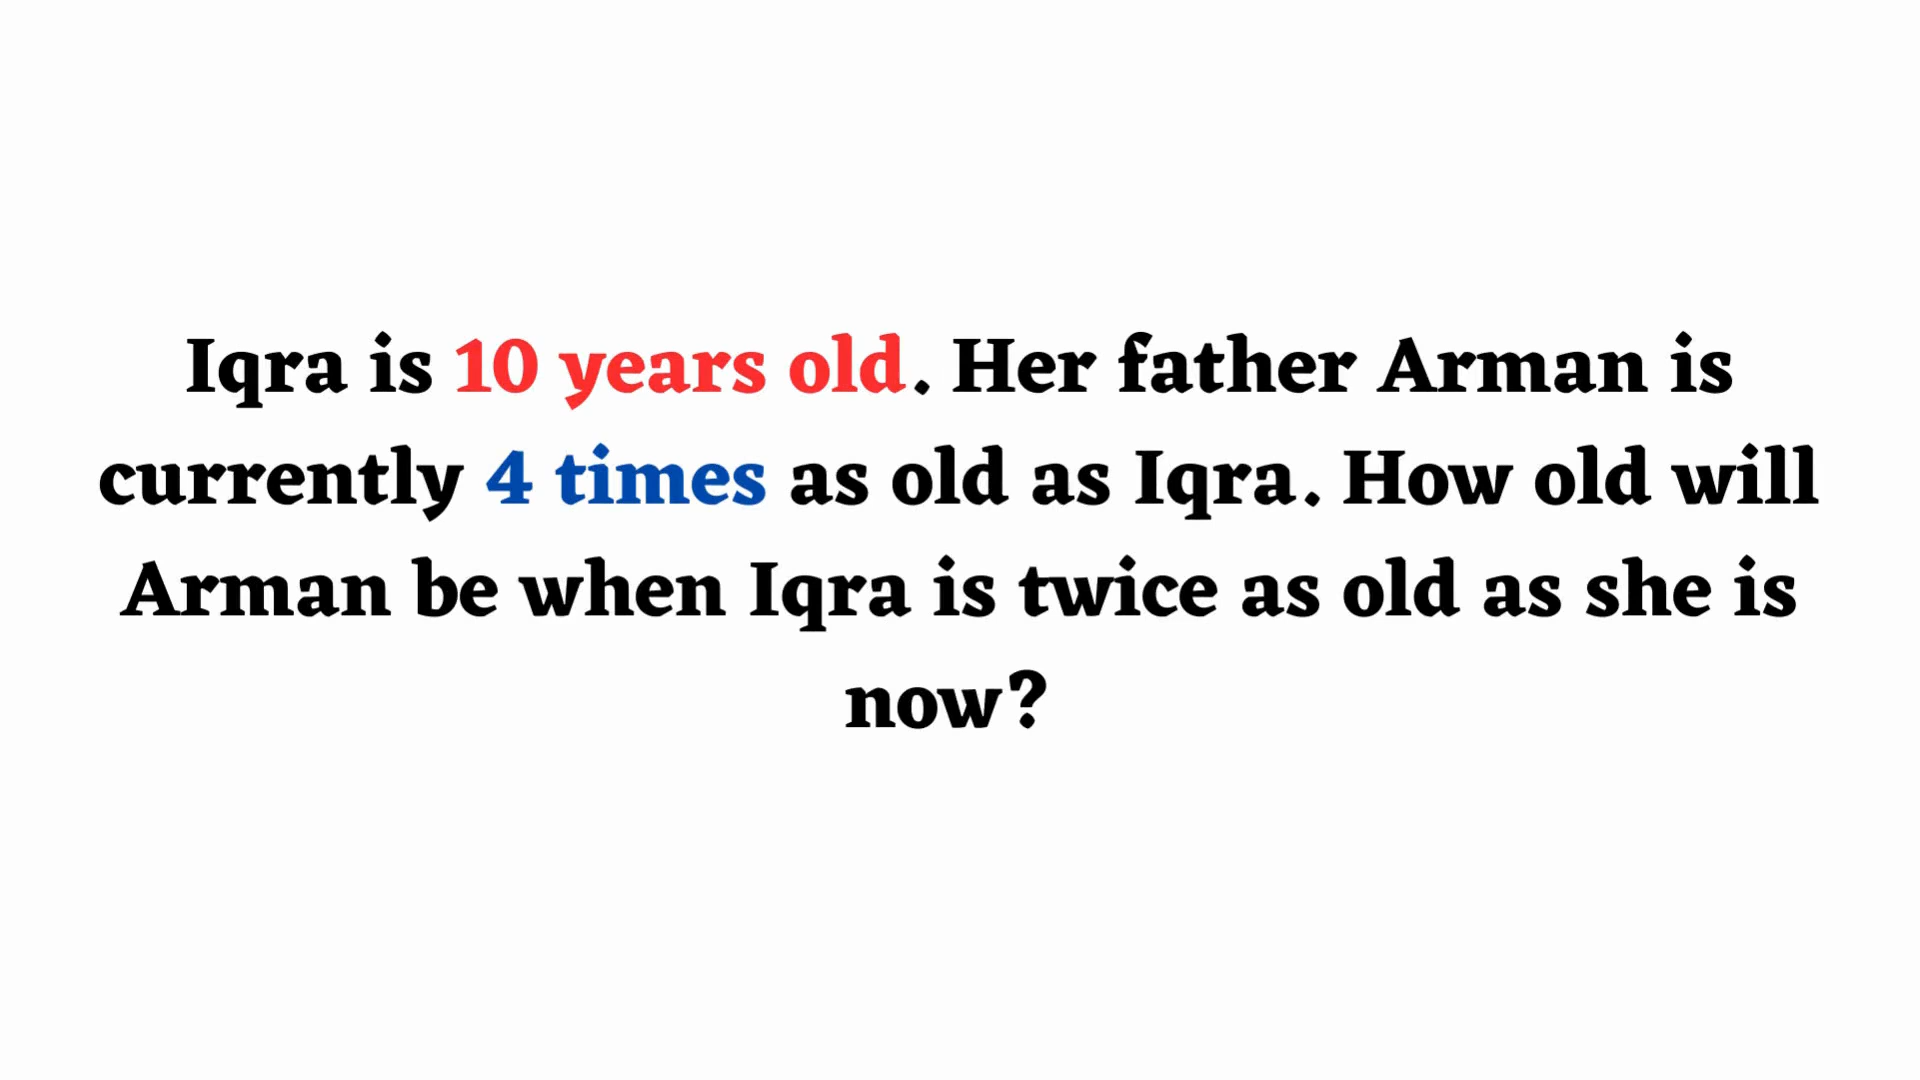 Iqra is 10 years old. Her father Arman is
currently 4 times as old as Iqra. How old will
Arman be when Iqra is twice as old as she is
now?